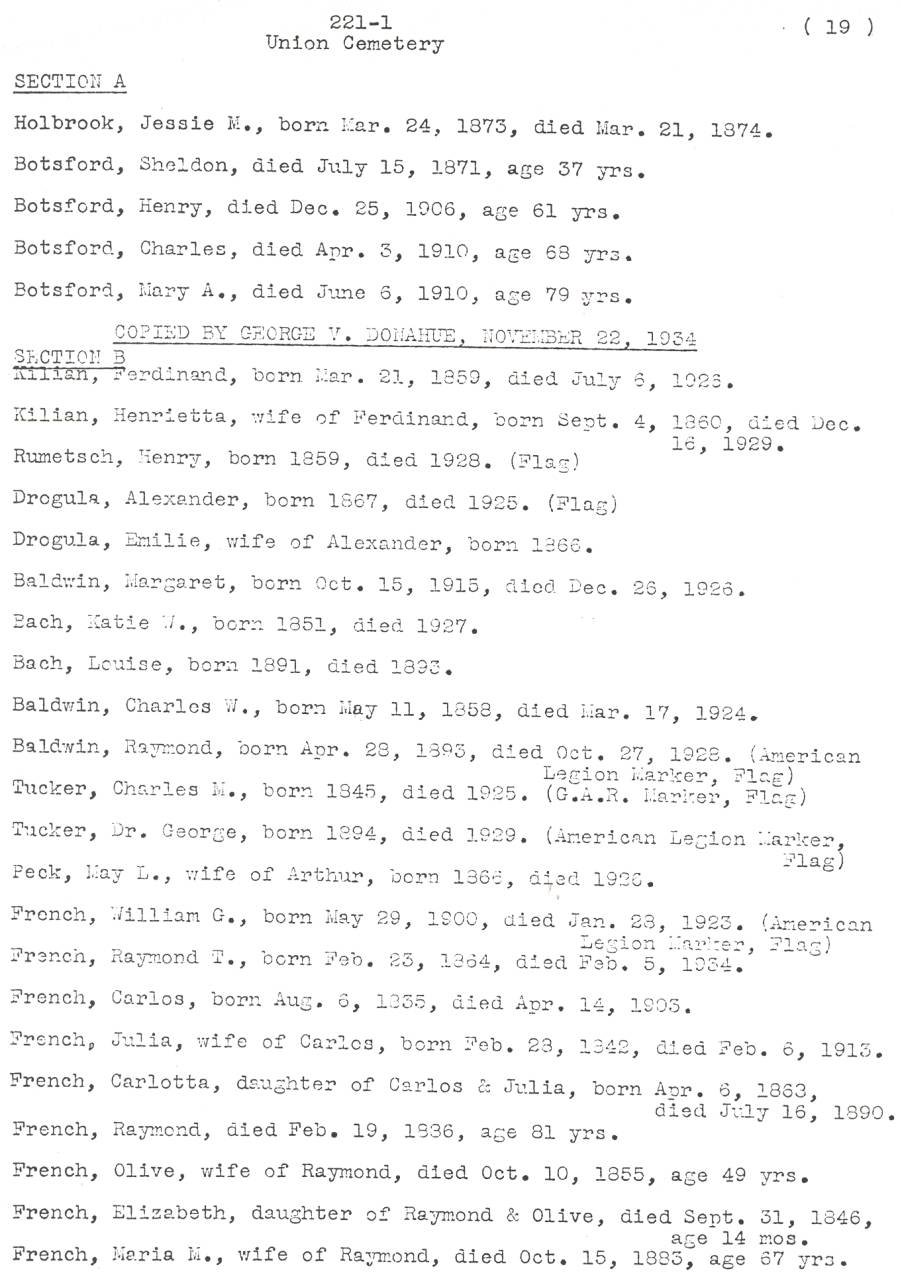 221-1
( 19 )
Union Cemetery
SECTION A
Holbrook, Jessie M., born Mar. 24, 1873, died Mar. 21, 1874.
Botsford, Sheldon, died July 15, 1871, age 37 yrs.
Botsford, Henry, died Dec. 25, 1906, age 61 yrs.
Botsford, Charles, died Apr. 3, 1910, age 68 yrs.
Botsford, Mary A., died June 6, 1910, age 79 yrs.
COPIED BY GEORGE V. DONAHUE, NOVEMBER 22, 1934
SECTION B
Kilian, Ferdinand, born Mar. 21, 1859, died July 6, 1926.
Kilian, Henrietta, wife of Ferdinand, born Sept. 4, 1860, died Dec.
16, 1929.
Rumetsch, Henry, born 1859, died 1928. (Flag)
Drogula, Alexander, born 1867, died 1925. (Flag)
Drogula, Emilie, wife of Alexander, born 1866.
Baldwin, Margaret, born Oct. 15, 1915, died Dec. 26, 1926.
Bach, Katie W., born 1851, died 1927.
Bach, Louise, born 1891, died 1893.
Baldwin, Charles W., born May 11, 1858, died Mar. 17, 1924.
Baldwin, Raymond, born Apr. 28, 1893, died Oct. 27, 1928. (American
Legion Marker, Flag)
Tucker, Charles M., born 1845, died 1925. (G.A.R. Marker, Flag)
Tucker, Dr. George, born 1894, died 1929. (American Legion Marker,
Flag)
Peck, May L., wife of Arthur, born 1866, died 1926.
French, William G., born May 29, 1900, died Jan. 28, 1923. (American
Legion Marker, Flag)
French, Raymond T., born Feb. 23, 1864, died Feb. 5, 1934.
French, Carlos, born Aug. 6, 1835, died Apr. 14, 1903.
French, Julia, wife of Carlos, born Feb. 28, 1842, died Feb. 6, 1913.
French, Carlotta, daughter of Carlos & Julia, born Apr. 6, 1863,
died July 16, 1890.
French, Raymond, died Feb. 19, 1886, age 81 yrs.
French, Olive, wife of Raymond, died Oct. 10, 1855, age 49 yrs.
French, Elizabeth, daughter of Raymond & Olive, died Sept. 31, 1846,
age 14 mos.
French, Maria M., wife of Raymond, died Oct. 15, 1883, age 67 yrs.